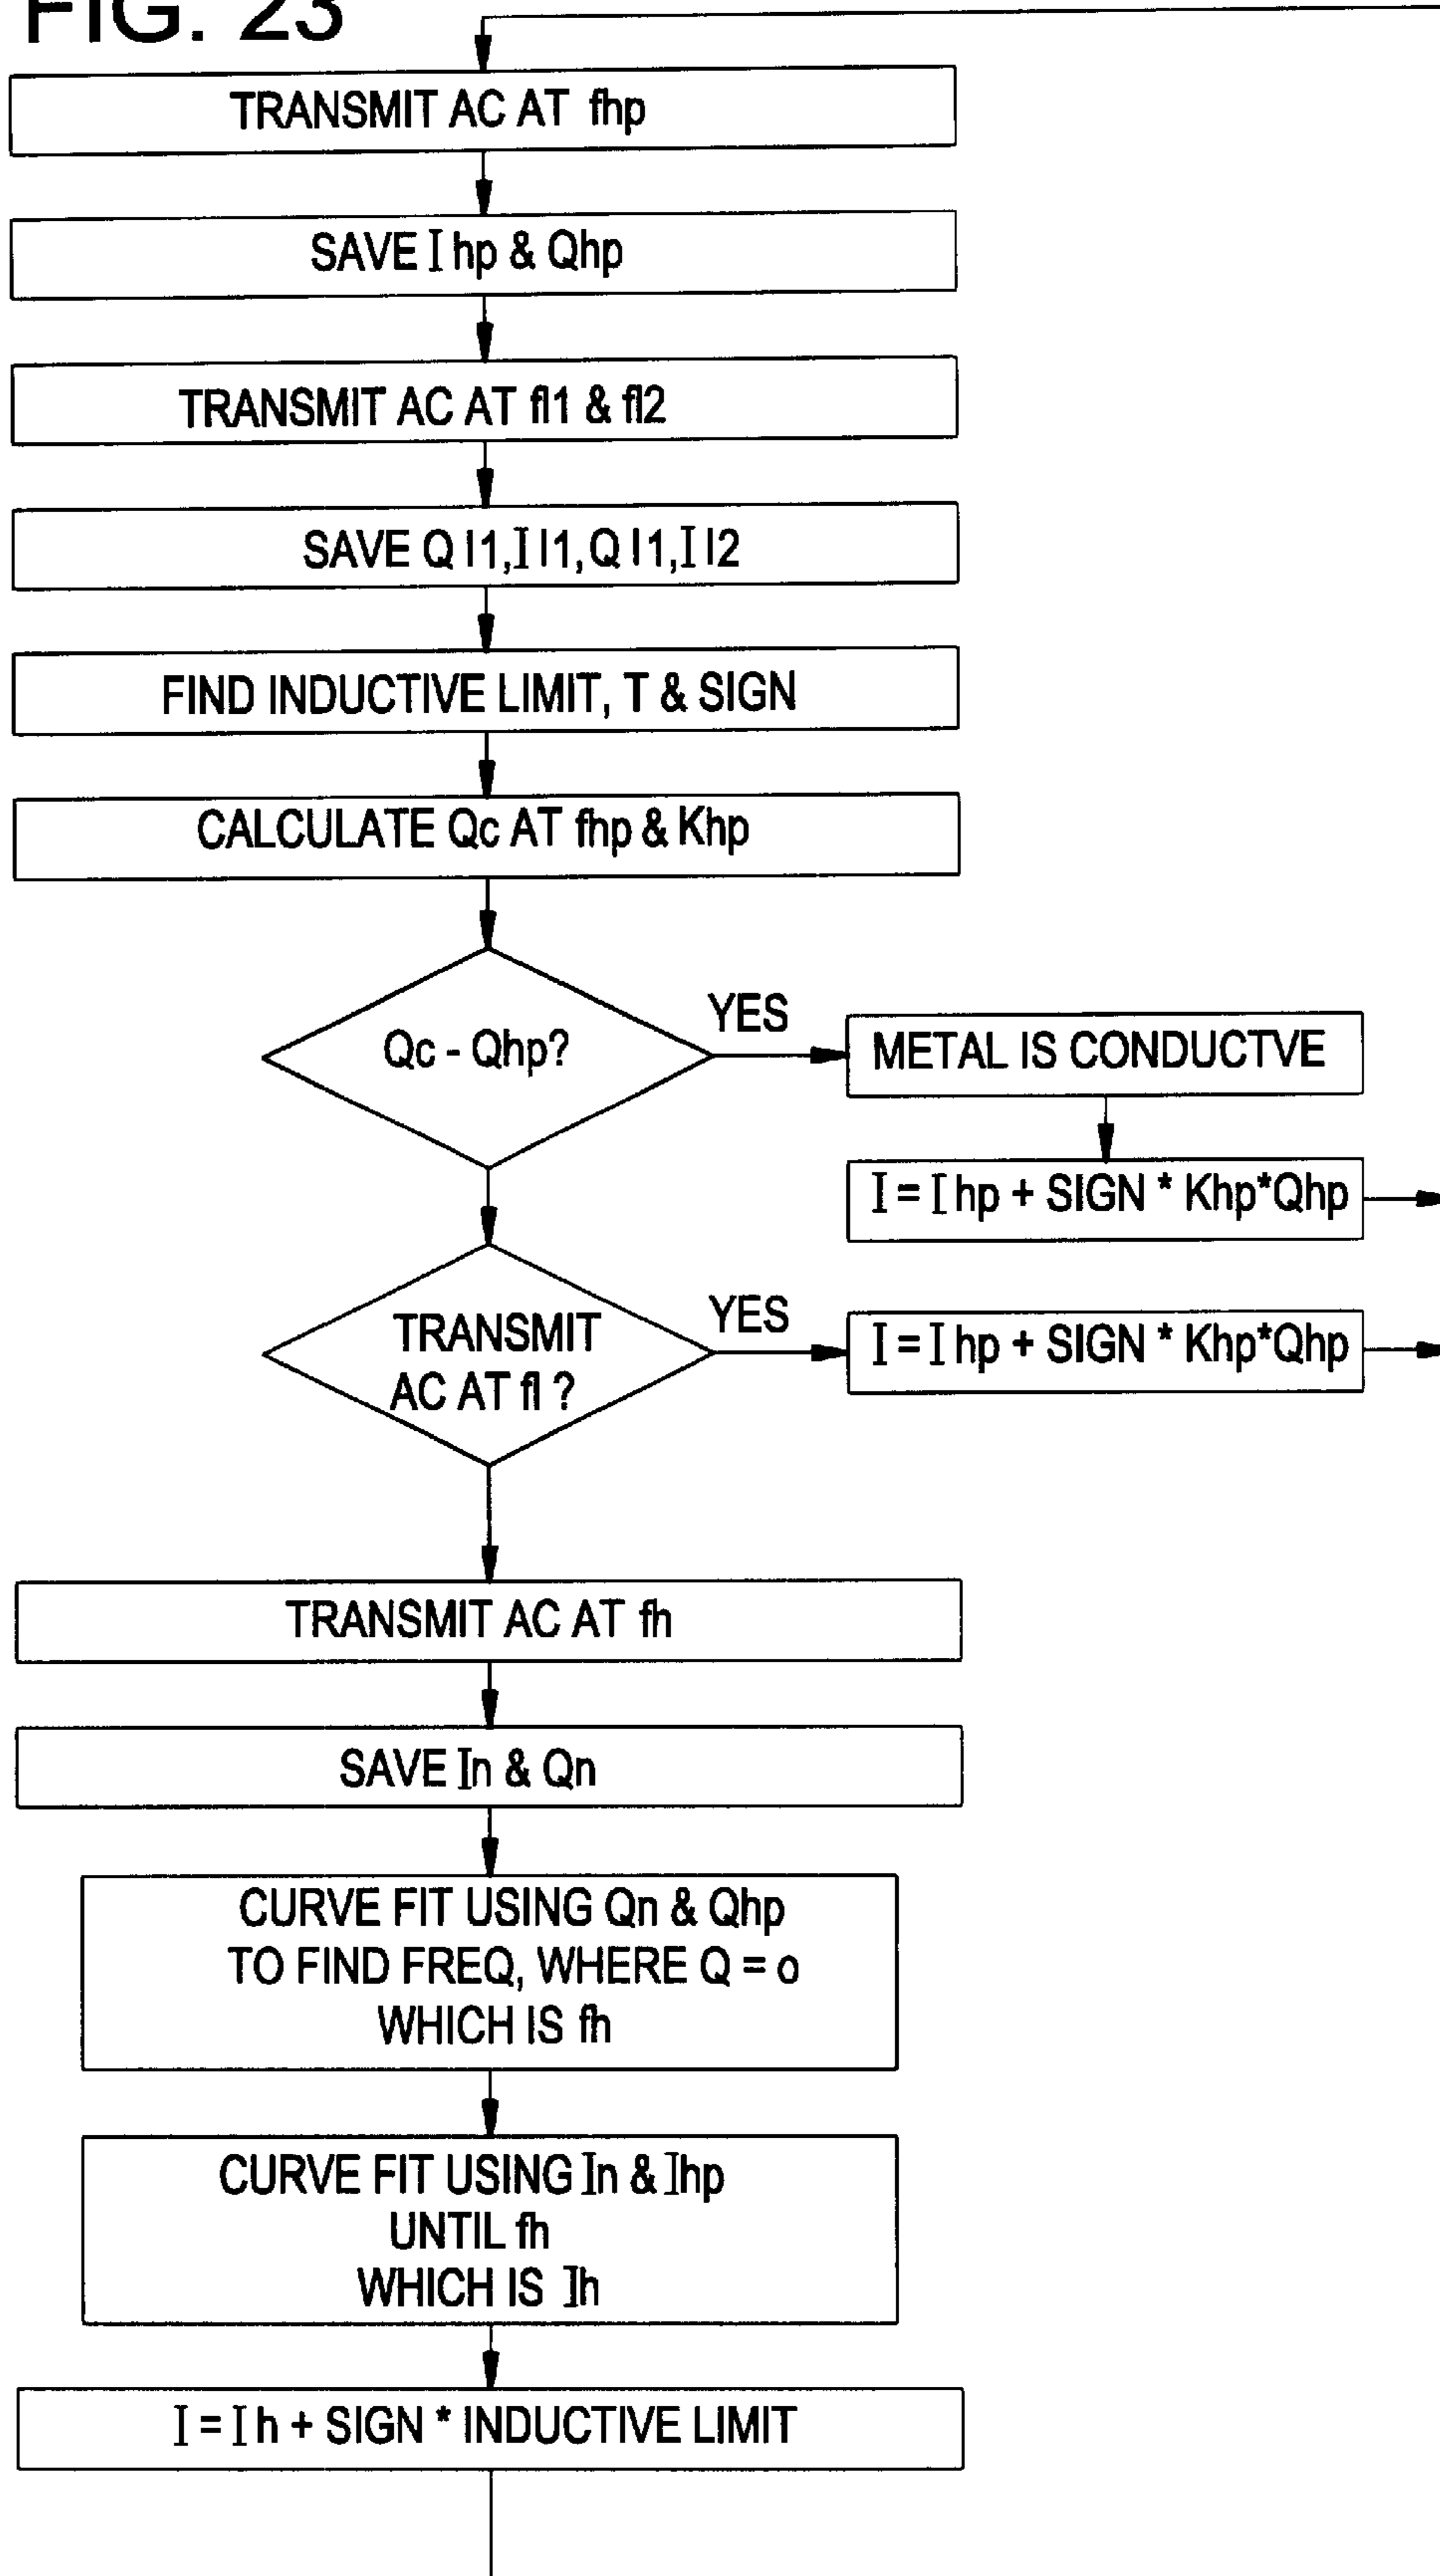 FIG. 23
TRANSMIT AC AT fhp
SAVE I hp & Qhp
TRANSMIT AC AT fl1 & fl2
SAVE Q l1, I l1, Q l1, I l2
FIND INDUCTIVE LIMIT, T & SIGN
CALCULATE Qc AT fhp & Khp
Qc - Qhp?
YES
METAL IS CONDUCTVE
I = I hp + SIGN * Khp*Qhp
TRANSMIT
AC AT fl ?
YES
I = I hp + SIGN * Khp*Qhp
TRANSMIT AC AT fh
SAVE In & Qn
CURVE FIT USING Qn & Qhp
TO FIND FREQ, WHERE Q = o
WHICH IS fh
CURVE FIT USING In & Ihp
UNTIL fh
WHICH IS Ih
I = I h + SIGN * INDUCTIVE LIMIT